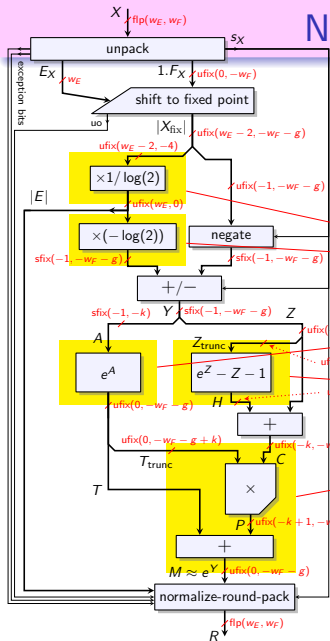 X
flp(w_E, w_F)
N
unpack
s_X
E_X
w_E
1.F_X
ufix(0, -w_F)
exception bits
shift to fixed point
uo
|X_fix|
ufix(w_E - 2, -w_F - g)
ufix(w_E - 2, -4)
×1/ log(2)
ufix(-1, -w_F - g)
|E|
ufix(w_E, 0)
×(- log(2))
negate
sfix(-1, -w_F - g)
sfix(-1, -w_F - g)
+/−
Y
sfix(-1, -w_F - g)
Z
sfix(-1, -k)
A
Z_trunc
e^A
e^Z − Z − 1
H
ufix(0, -w_F - g)
+
ufix(0, -w_F - g + k)
T_trunc
C
ufix(-k, -w
T
×
P
ufix(-k + 1, -w
+
M ≈ e^Y
ufix(0, -w_F - g)
normalize-round-pack
flp(w_E, w_F)
R